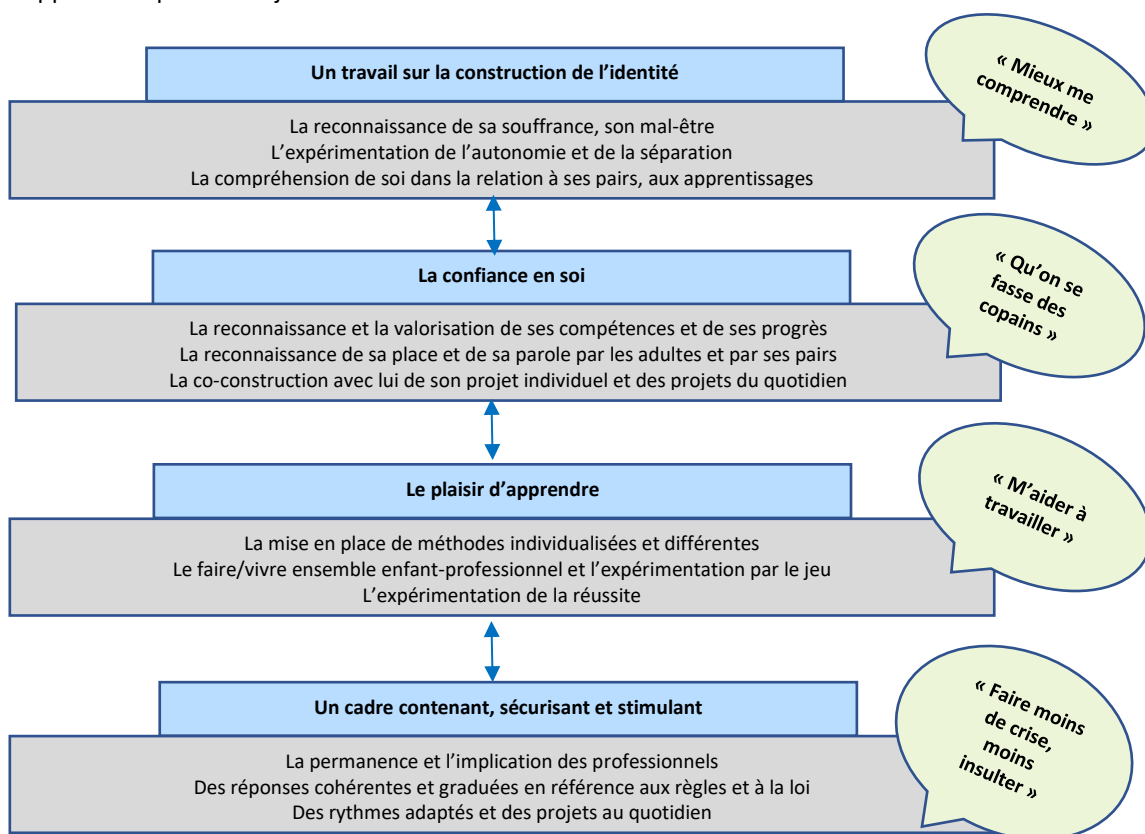 Un travail sur la construction de l’identité
« Mieux me
comprendre »
La reconnaissance de sa souffrance, son mal-être
L’expérimentation de l’autonomie et de la séparation
La compréhension de soi dans la relation à ses pairs, aux apprentissages
La confiance en soi
« Qu’on se
fasse des
copains »
La reconnaissance et la valorisation de ses compétences et de ses progrès
La reconnaissance de sa place et de sa parole par les adultes et par ses pairs
La co-construction avec lui de son projet individuel et des projets du quotidien
Le plaisir d’apprendre
« M’aider à
travailler »
La mise en place de méthodes individualisées et différentes
Le faire/vivre ensemble enfant-professionnel et l’expérimentation par le jeu
L’expérimentation de la réussite
Un cadre contenant, sécurisant et stimulant
« Faire moins
de crise,
moins
insulter »
La permanence et l’implication des professionnels
Des réponses cohérentes et graduées en référence aux règles et à la loi
Des rythmes adaptés et des projets au quotidien